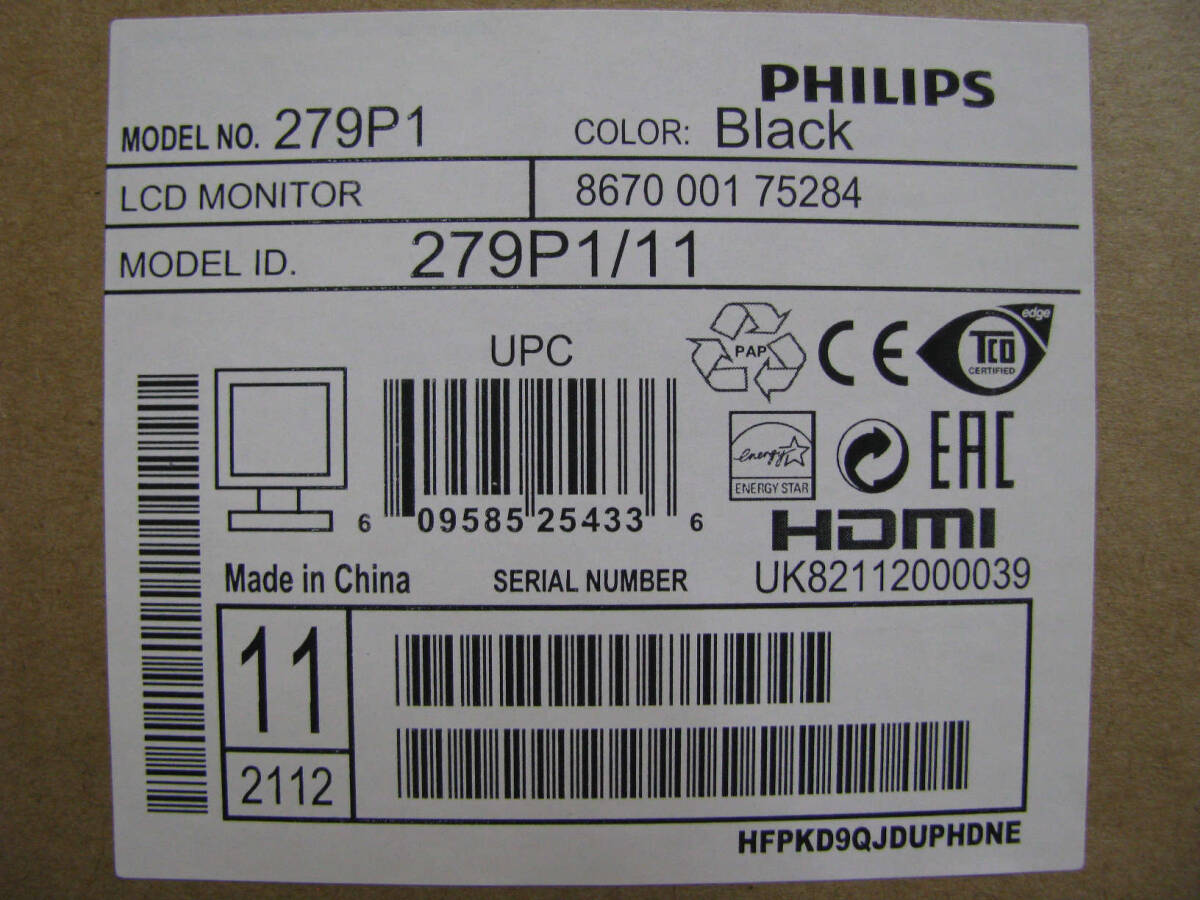 PHILIPS
MODEL NO. 279P1 COLOR: Black
LCD MONITOR 8670 001 75284
MODEL ID. 279P1/11
UPC
PAP
CE
edge
TCO
CERTIFIED
energy
ENERGY STAR
EAC
6 09585 25433 6
HDMI
Made in China SERIAL NUMBER UK82112000039
11
2112
HFPKD9QJDUPHDNE